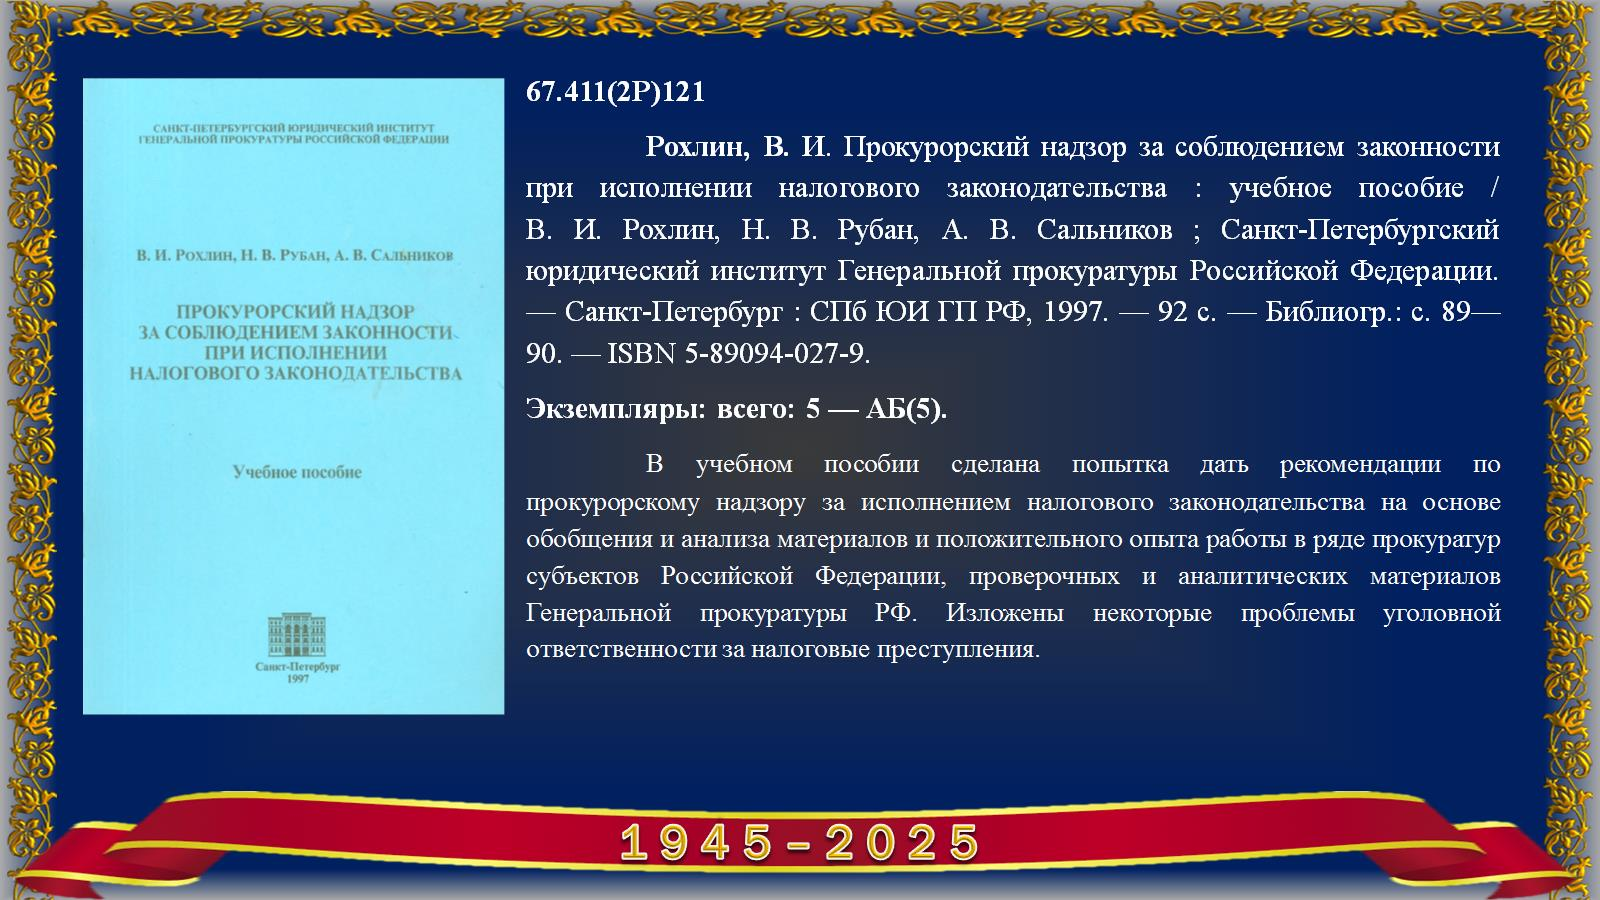 САНКТ-ПЕТЕРБУРГСКИЙ ЮРИДИЧЕСКИЙ ИНСТИТУТ
ГЕНЕРАЛЬНОЙ ПРОКУРАТУРЫ РОССИЙСКОЙ ФЕДЕРАЦИИ
В. И. РОХЛИН, Н. В. РУБАН, А. В. САЛЬНИКОВ
ПРОКУРОРСКИЙ НАДЗОР
ЗА СОБЛЮДЕНИЕМ ЗАКОННОСТИ
ПРИ ИСПОЛНЕНИИ
НАЛОГОВОГО ЗАКОНОДАТЕЛЬСТВА
Учебное пособие
Санкт-Петербург
1997
67.411(2Р)121
Рохлин, В. И. Прокурорский надзор за соблюдением законности
при исполнении налогового законодательства : учебное пособие /
В. И. Рохлин, Н. В. Рубан, А. В. Сальников ; Санкт-Петербургский
юридический институт Генеральной прокуратуры Российской Федерации.
— Санкт-Петербург : СПб ЮИ ГП РФ, 1997. — 92 с. — Библиогр.: с. 89—
90. — ISBN 5-89094-027-9.
Экземпляры: всего: 5 — АБ(5).
В учебном пособии сделана попытка дать рекомендации по
прокурорскому надзору за исполнением налогового законодательства на основе
обобщения и анализа материалов и положительного опыта работы в ряде прокуратур
субъектов Российской Федерации, проверочных и аналитических материалов
Генеральной прокуратуры РФ. Изложены некоторые проблемы уголовной
ответственности за налоговые преступления.
1945–2025